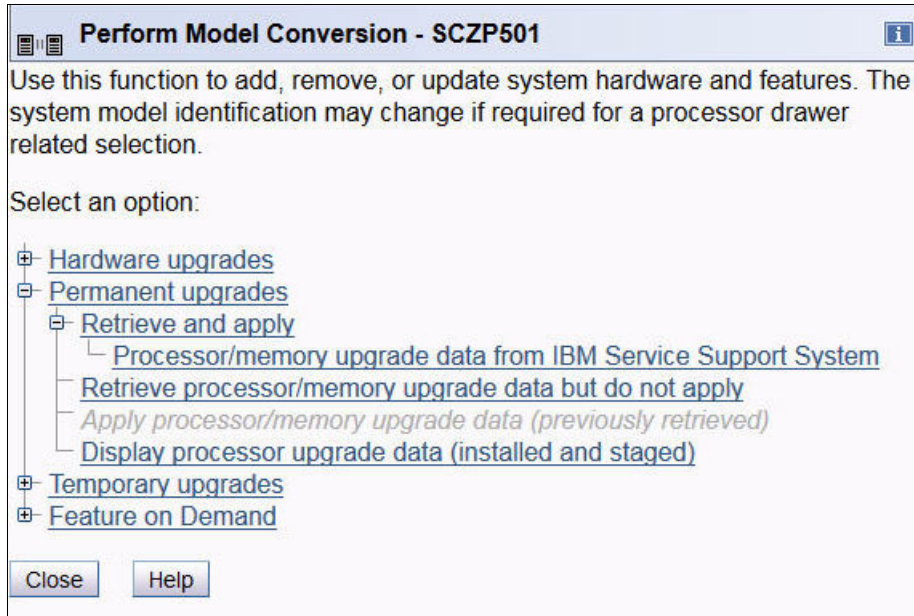 Perform Model Conversion - SCZP501
Use this function to add, remove, or update system hardware and features. The
system model identification may change if required for a processor drawer
related selection.
Select an option:
Hardware upgrades
Permanent upgrades
Retrieve and apply
Processor/memory upgrade data from IBM Service Support System
Retrieve processor/memory upgrade data but do not apply
Apply processor/memory upgrade data (previously retrieved)
Display processor upgrade data (installed and staged)
Temporary upgrades
Feature on Demand
Close Help